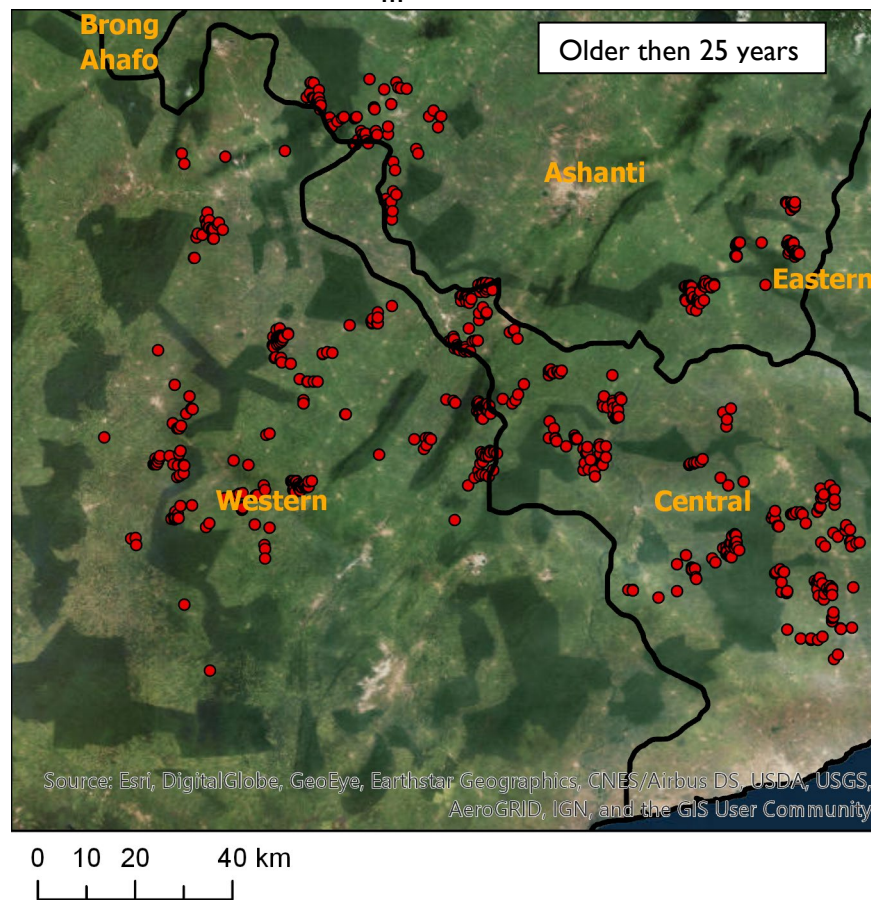 Older then 25 years
Brong
Ahafo
Ashanti
Eastern
Western
Central
Source: Esri, DigitalGlobe, GeoEye, Earthstar Geographics, CNES/Airbus DS, USDA, USGS,
AeroGRID, IGN, and the GIS User Community
0 10 20 40 km